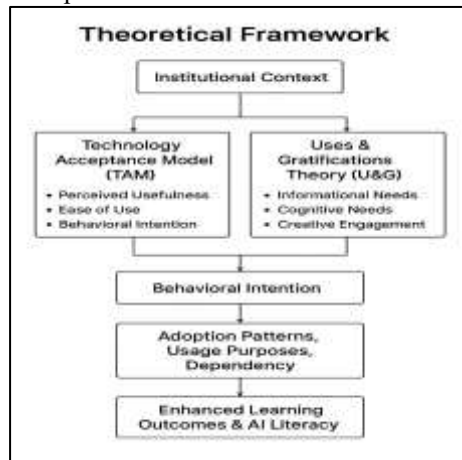 Theoretical Framework
Institutional Context
Technology
Acceptance Model
(TAM)
• Perceived Usefulness
• Ease of Use
• Behavioral Intention
Uses &
Gratifications
Theory (U&G)
• Informational Needs
• Cognitive Needs
• Creative Engagement
Behavioral Intention
Adoption Patterns,
Usage Purposes,
Dependency
Enhanced Learning
Outcomes & AI Literacy